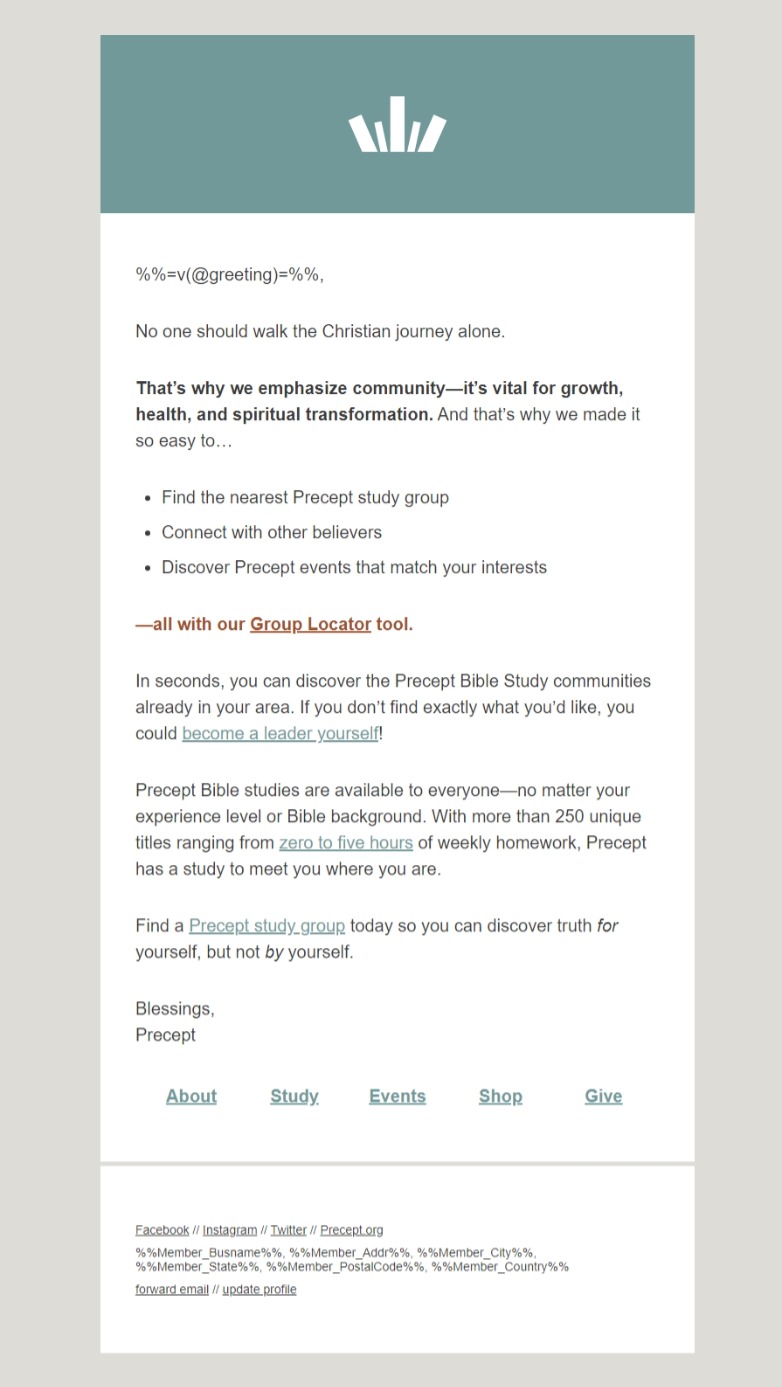 %%=v(@greeting)=%%,
No one should walk the Christian journey alone.
That’s why we emphasize community—it’s vital for growth,
health, and spiritual transformation. And that’s why we made it
so easy to…
• Find the nearest Precept study group
• Connect with other believers
• Discover Precept events that match your interests
—all with our Group Locator tool.
In seconds, you can discover the Precept Bible Study communities
already in your area. If you don’t find exactly what you’d like, you
could become a leader yourself!
Precept Bible studies are available to everyone—no matter your
experience level or Bible background. With more than 250 unique
titles ranging from zero to five hours of weekly homework, Precept
has a study to meet you where you are.
Find a Precept study group today so you can discover truth for
yourself, but not by yourself.
Blessings,
Precept
About Study Events Shop Give
Facebook // Instagram // Twitter // Precept.org
%%Member_Busname%%, %%Member_Addr%%, %%Member_City%%,
%%Member_State%%, %%Member_PostalCode%%, %%Member_Country%%
forward email // update profile